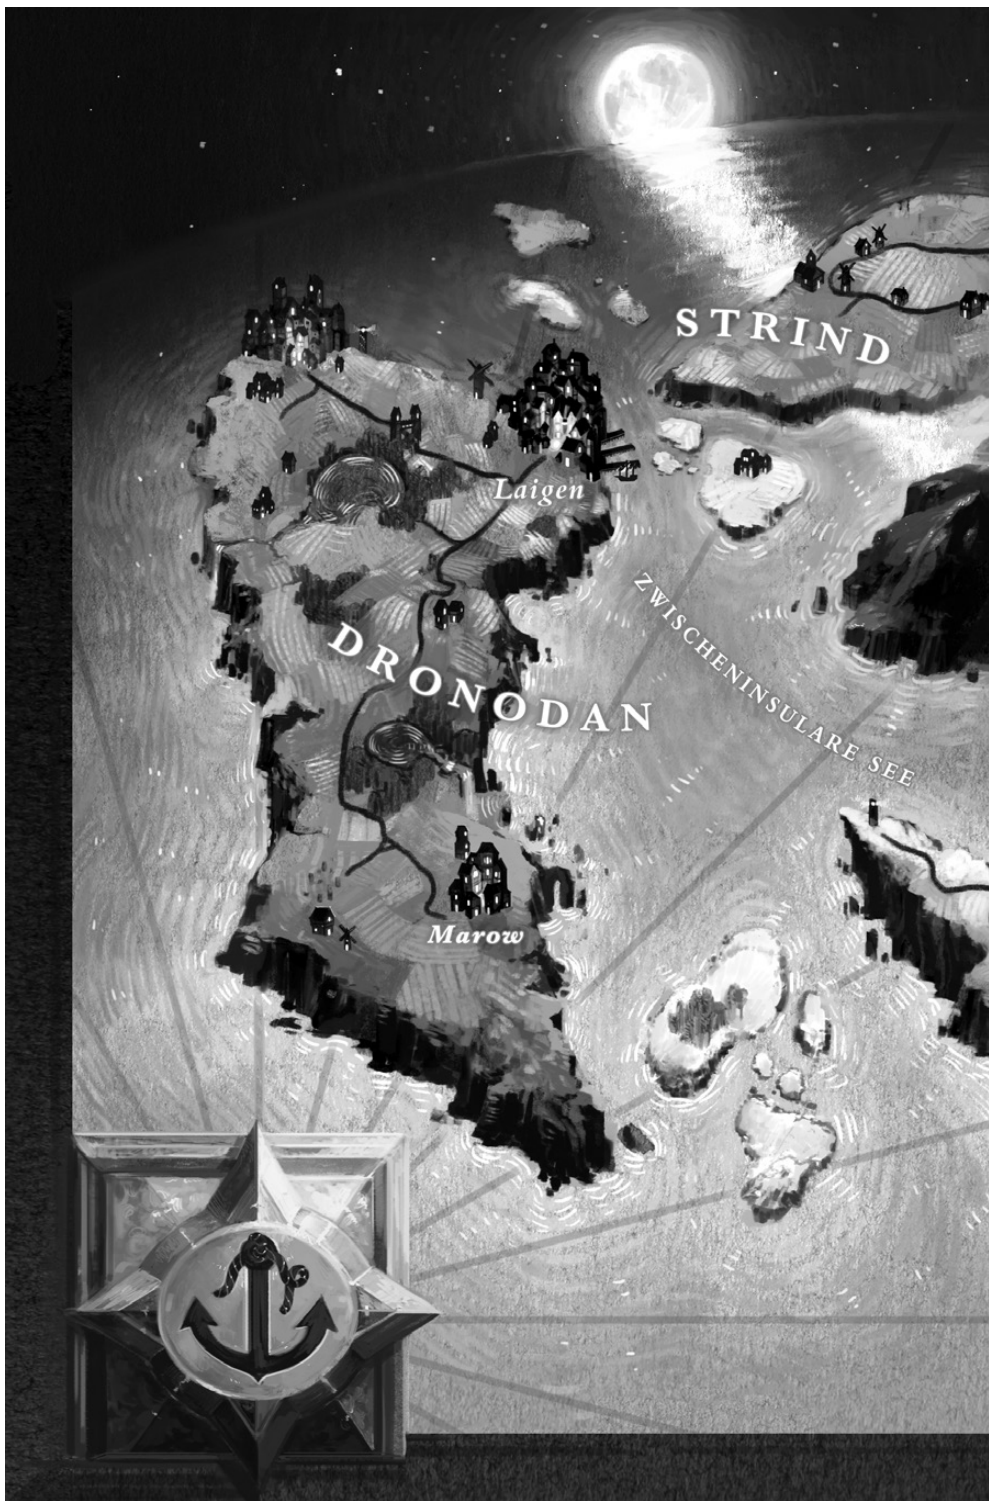 STRIND
Laigen
ZWISCHENINSULARE SEE
DRONODAN
Marow